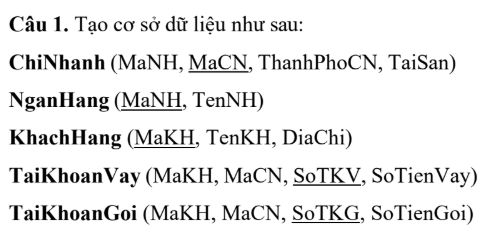 Câu 1. Tạo cơ sở dữ liệu như sau:
ChiNhanh (MaNH, MaCN, ThanhPhoCN, TaiSan)
NganHang (MaNH, TenNH)
KhachHang (MaKH, TenKH, DiaChi)
TaiKhoanVay (MaKH, MaCN, SoTKV, SoTienVay)
TaiKhoanGoi (MaKH, MaCN, SoTKG, SoTienGoi)